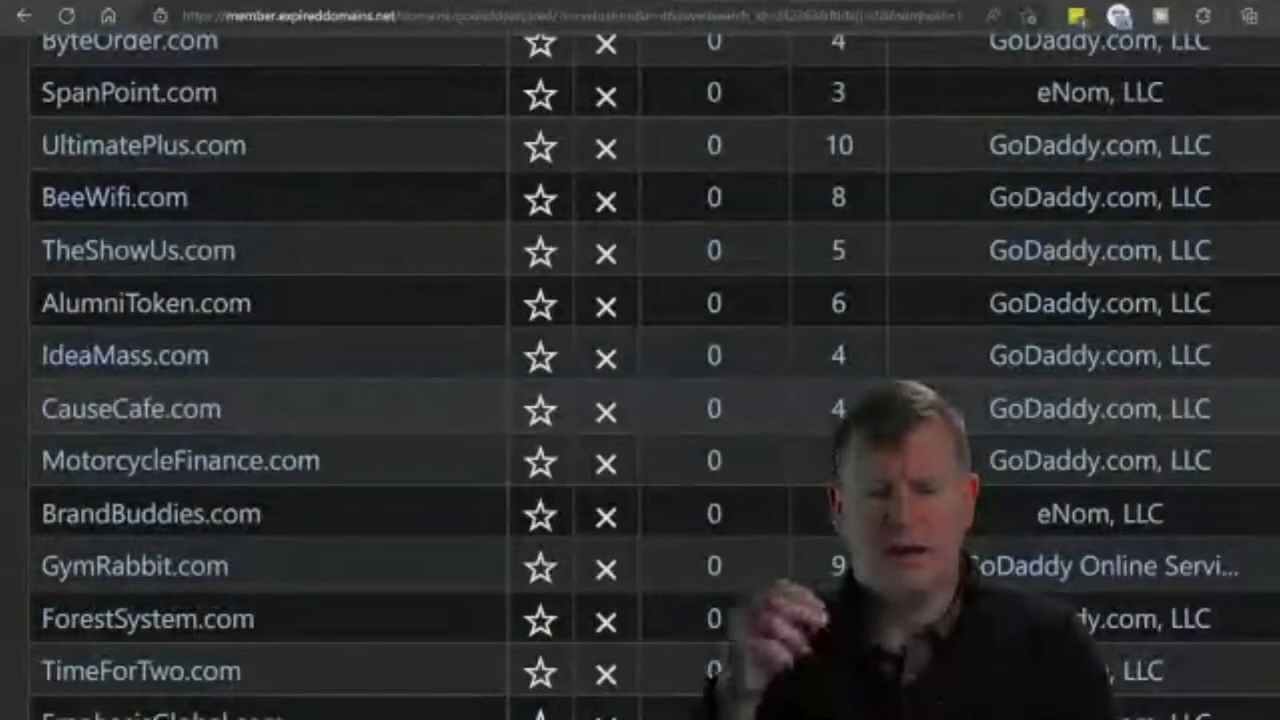 https://member.expireddomains.net/domains/godaddyexpired/
ByteOrder.com 0 4 GoDaddy.com, LLC
SpanPoint.com 0 3 eNom, LLC
UltimatePlus.com 0 10 GoDaddy.com, LLC
BeeWifi.com 0 8 GoDaddy.com, LLC
TheShowUs.com 0 5 GoDaddy.com, LLC
AlumniToken.com 0 6 GoDaddy.com, LLC
IdeaMass.com 0 4 GoDaddy.com, LLC
CauseCafe.com 0 4 GoDaddy.com, LLC
MotorcycleFinance.com 0 GoDaddy.com, LLC
BrandBuddies.com 0 eNom, LLC
GymRabbit.com 0 9 oDaddy Online Servi...
ForestSystem.com 0 dy.com, LLC
TimeForTwo.com 0 , LLC